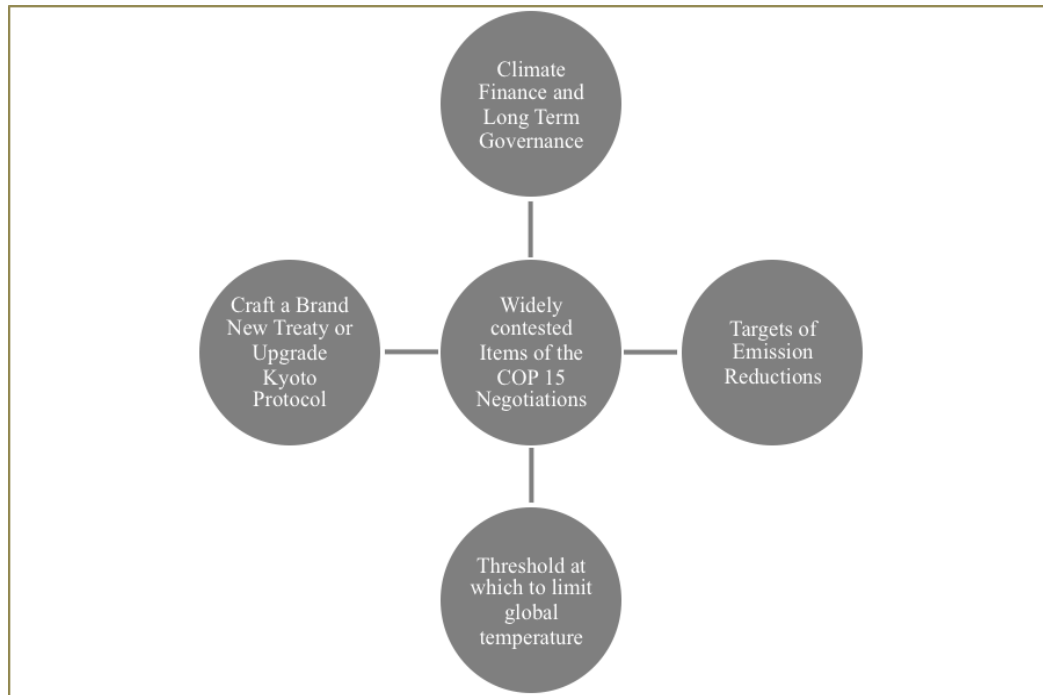 Climate
Finance and
Long Term
Governance
Craft a Brand
New Treaty or
Upgrade
Kyoto
Protocol
Widely
contested
Items of the
COP 15
Negotiations
Targets of
Emission
Reductions
Threshold at
which to limit
global
temperature